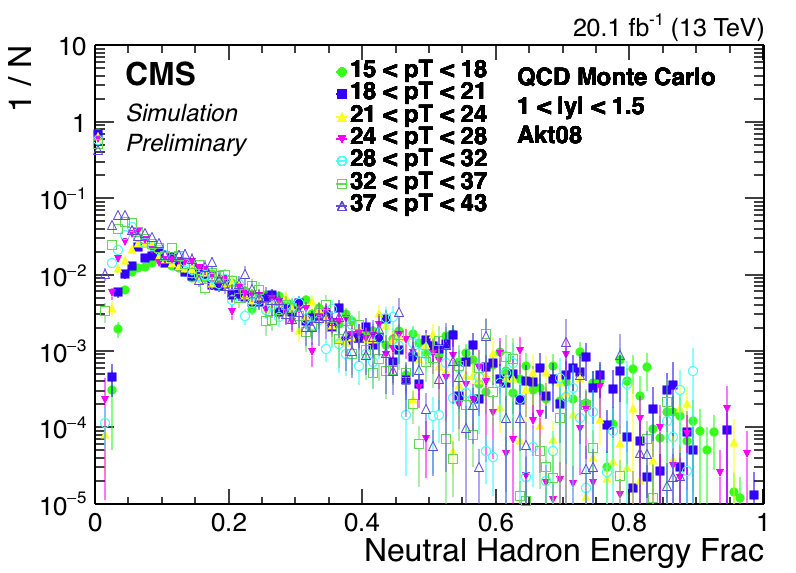 20.1 fb⁻¹ (13 TeV)
1 / N
10
1
10⁻¹
10⁻²
10⁻³
10⁻⁴
10⁻⁵
CMS
Simulation
Preliminary
15 < pT < 18
18 < pT < 21
21 < pT < 24
24 < pT < 28
28 < pT < 32
32 < pT < 37
37 < pT < 43
QCD Monte Carlo
1 < |y| < 1.5
Akt08
0 0.2 0.4 0.6 0.8 1
Neutral Hadron Energy Frac